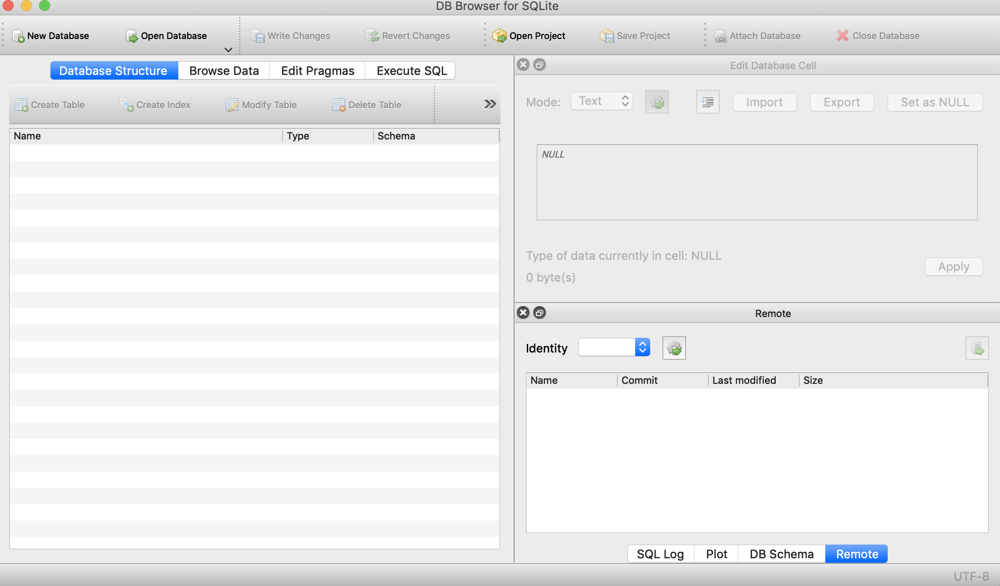 DB Browser for SQLite
New Database Open Database Write Changes Revert Changes Open Project Save Project Attach Database Close Database
Database Structure Browse Data Edit Pragmas Execute SQL
Create Table Create Index Modify Table Delete Table
Name Type Schema
Edit Database Cell
Mode: Text Import Export Set as NULL
NULL
Type of data currently in cell: NULL
0 byte(s)
Apply
Remote
Identity
Name Commit Last modified Size
SQL Log Plot DB Schema Remote
UTF-8